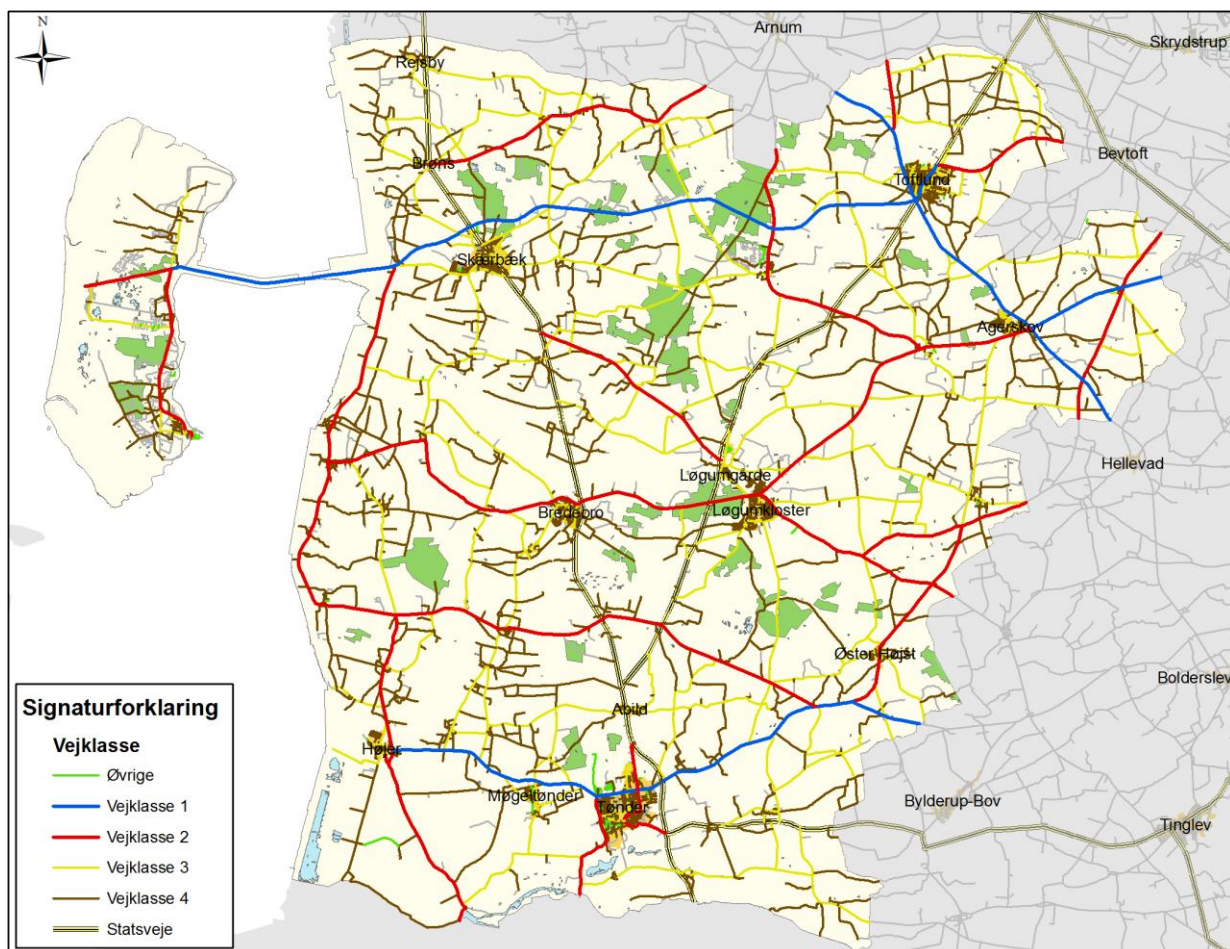 N
Arnum
Skrydstrup
Rejsby
Brøns
Bevtoft
Toftlund
Skærbæk
Agerskov
Hellevad
Løgumgårde
Løgumkloster
Bredebro
Øster Højst
Bolderslev
Abild
Højer
Møgeltønder
Tønder
Bylderup-Bov
Tinglev
Signaturforklaring
Vejklasse
Øvrige
Vejklasse 1
Vejklasse 2
Vejklasse 3
Vejklasse 4
Statsveje